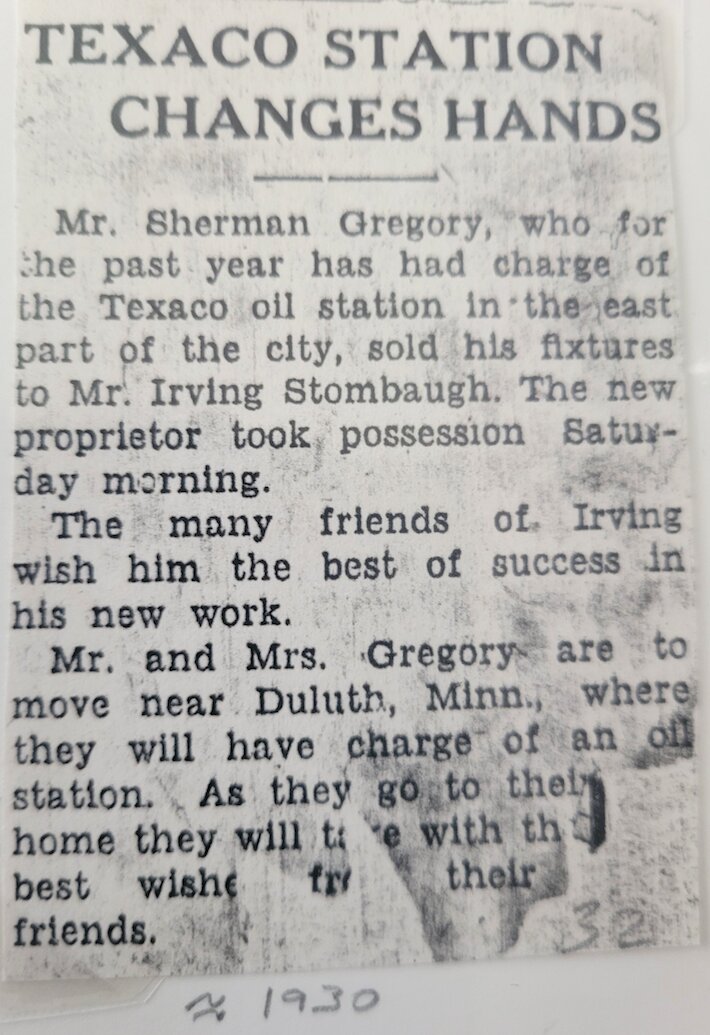 TEXACO STATION
CHANGES HANDS
Mr. Sherman Gregory, who for
the past year has had charge of
the Texaco oil station in the east
part of the city, sold his fixtures
to Mr. Irving Stombaugh. The new
proprietor took possession Satur-
day morning.
The many friends of Irving
wish him the best of success in
his new work.
Mr. and Mrs. Gregory are to
move near Duluth, Minn., where
they will have charge of an oil
station. As they go to their
home they will with
best their
friends.
32
≈ 1930